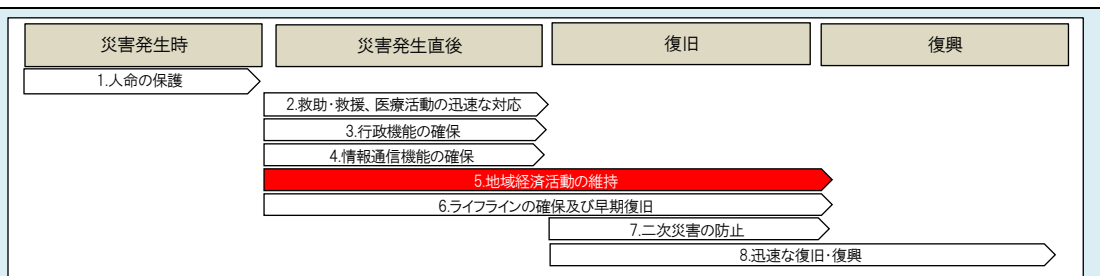 災害発生時
災害発生直後
復旧
復興
1.人命の保護
2.救助・救援、医療活動の迅速な対応
3.行政機能の確保
4.情報通信機能の確保
5.地域経済活動の維持
6.ライフラインの確保及び早期復旧
7.二次災害の防止
8.迅速な復旧・復興